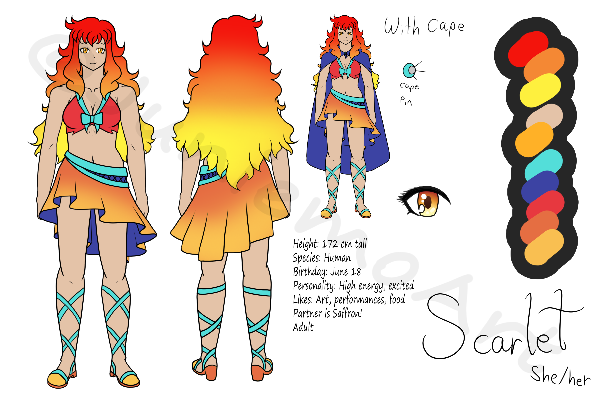 With Cape
cape
pin
Height: 172 cm tall
Species: Human
Birthday: June 18
Personality: High energy, excited
Likes: Art, performances, food
Partner is Saffron!
Adult
Scarlet
She/her